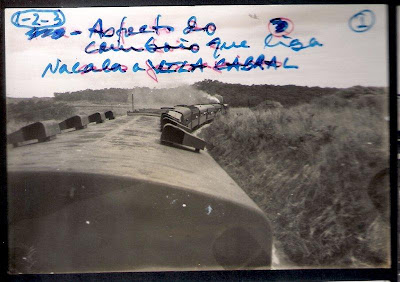 1-2-3
1
- Aspecto do
comboio que liga
Nacala a VILA CABRAL